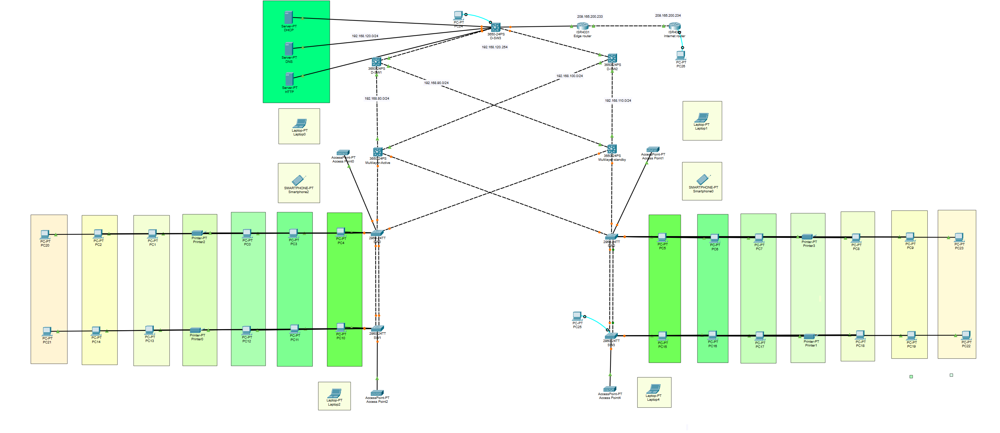 209.165.200.233
209.165.200.234
Server-PT
DHCP
PC-PT
PC24
3650-24PS
D-SW3
ISR4331
Edge router
ISR4331
Internet router
192.168.120.0/24
192.168.120.254
Server-PT
DNS
3650-24PS
D-SW1
3650-24PS
D-SW2
PC-PT
PC26
192.168.100.0/24
192.168.90.0/24
Server-PT
HTTP
192.168.80.0/24
192.168.110.0/24
Laptop-PT
Laptop0
Laptop-PT
Laptop1
AccessPoint-PT
Access Point0
3650-24PS
Multilayer-Active
3650-24PS
Multilayer-standby
AccessPoint-PT
Access Point1
SMARTPHONE-PT
Smartphone2
SMARTPHONE-PT
Smartphone0
PC-PT
PC20
PC-PT
PC2
PC-PT
PC1
Printer-PT
Printer2
PC-PT
PC0
PC-PT
PC3
PC-PT
PC4
2960-24TT
SW0
2960-24TT
SW2
PC-PT
PC5
PC-PT
PC6
PC-PT
PC7
Printer-PT
Printer3
PC-PT
PC8
PC-PT
PC9
PC-PT
PC23
PC-PT
PC25
PC-PT
PC21
PC-PT
PC14
PC-PT
PC13
Printer-PT
Printer0
PC-PT
PC12
PC-PT
PC11
PC-PT
PC10
2960-24TT
SW1
2960-24TT
SW3
PC-PT
PC15
PC-PT
PC16
PC-PT
PC17
Printer-PT
Printer1
PC-PT
PC18
PC-PT
PC19
PC-PT
PC22
Laptop-PT
Laptop2
AccessPoint-PT
Access Point2
AccessPoint-PT
Access Point4
Laptop-PT
Laptop4